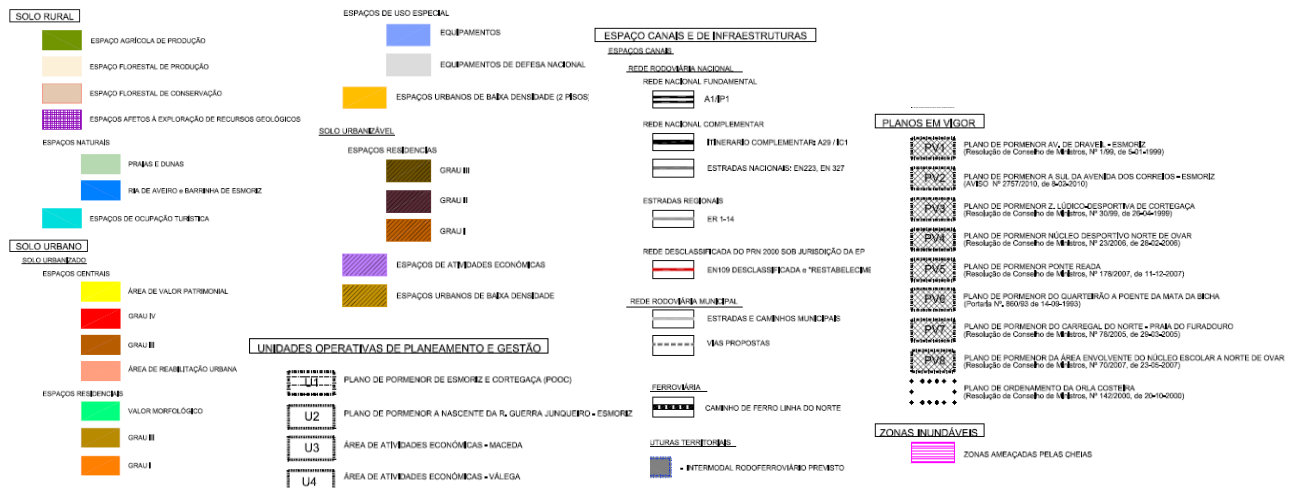 SOLO RURAL
ESPAÇO AGRÍCOLA DE PRODUÇÃO
ESPAÇO FLORESTAL DE PRODUÇÃO
ESPAÇO FLORESTAL DE CONSERVAÇÃO
ESPAÇOS AFETOS À EXPLORAÇÃO DE RECURSOS GEOLÓGICOS
ESPAÇOS NATURAIS
PRAIAS E DUNAS
RIA DE AVEIRO e BARRINHA DE ESMORIZ
ESPAÇOS DE OCUPAÇÃO TURÍSTICA
SOLO URBANO
SOLO URBANIZADO
ESPAÇOS CENTRAIS
ÁREA DE VALOR PATRIMONIAL
GRAU IV
GRAU III
ÁREA DE REABILITAÇÃO URBANA
ESPAÇOS RESIDENCIAIS
VALOR MORFOLÓGICO
GRAU III
GRAU I
ESPAÇOS DE USO ESPECIAL
EQUIPAMENTOS
EQUIPAMENTOS DE DEFESA NACIONAL
ESPAÇOS URBANOS DE BAIXA DENSIDADE (2 PISOS)
SOLO URBANIZÁVEL
ESPAÇOS RESIDENCIAS
GRAU III
GRAU II
GRAU I
ESPAÇOS DE ATIVIDADES ECONÓMICAS
ESPAÇOS URBANOS DE BAIXA DENSIDADE
UNIDADES OPERATIVAS DE PLANEAMENTO E GESTÃO
U1 PLANO DE PORMENOR DE ESMORIZ E CORTEGAÇA (POOC)
U2 PLANO DE PORMENOR A NASCENTE DA R. GUERRA JUNQUEIRO - ESMORIZ
U3 ÁREA DE ATIVIDADES ECONÓMICAS - MACEDA
U4 ÁREA DE ATIVIDADES ECONÓMICAS - VÁLEGA
ESPAÇO CANAIS E DE INFRAESTRUTURAS
ESPAÇOS CANAIS
REDE RODOVIÁRIA NACIONAL
REDE NACIONAL FUNDAMENTAL
A1/IP1
REDE NACIONAL COMPLEMENTAR
ITINERARIO COMPLEMENTAR: A29 / IC1
ESTRADAS NACIONAIS: EN223, EN 327
ESTRADAS REGIONAIS
ER 1-14
REDE DESCLASSIFICADA DO PRN 2000 SOB JURISDIÇÃO DA EP
EN109 DESCLASSIFICADA e "RESTABELECIME
REDE RODOVIÁRIA MUNICIPAL
ESTRADAS E CAMINHOS MUNICIPAIS
VIAS PROPOSTAS
FERROVIÁRIA
CAMINHO DE FERRO LINHA DO NORTE
UTURAS TERRITORIAIS
- INTERMODAL RODOFERROVIÁRIO PREVISTO
PLANOS EM VIGOR
PV1 PLANO DE PORMENOR AV. DE DRAVEIL - ESMORIZ
(Resolução de Conselho de Ministros, Nº 1/99, de 5-01-1999)
PV2 PLANO DE PORMENOR A SUL DA AVENIDA DOS CORREIOS - ESMORIZ
(AVISO Nº 2757/2010, de 8-02-2010)
PV3 PLANO DE PORMENOR Z. LÚDICO-DESPORTIVA DE CORTEGAÇA
(Resolução de Conselho de Ministros, Nº 30/99, de 26-04-1999)
PV4 PLANO DE PORMENOR NÚCLEO DESPORTIVO NORTE DE OVAR
(Resolução de Conselho de Ministros, Nº 23/2006, de 28-02-2006)
PV5 PLANO DE PORMENOR PONTE READA
(Resolução de Conselho de Ministros, Nº 178/2007, de 11-12-2007)
PV6 PLANO DE PORMENOR DO QUARTEIRÃO A POENTE DA MATA DA BICHA
(Portaria Nº. 860/93 de 14-09-1993)
PV7 PLANO DE PORMENOR DO CARREGAL DO NORTE - PRAIA DO FURADOURO
(Resolução de Conselho de Ministros, Nº 78/2005, de 29-03-2005)
PV8 PLANO DE PORMENOR DA ÁREA ENVOLVENTE DO NÚCLEO ESCOLAR A NORTE DE OVAR
(Resolução de Conselho de Ministros, Nº 70/2007, de 23-05-2007)
PLANO DE ORDENAMENTO DA ORLA COSTEIRA
(Resolução de Conselho de Ministros, Nº 142/2000, de 20-10-2000)
ZONAS INUNDÁVEIS
ZONAS AMEAÇADAS PELAS CHEIAS